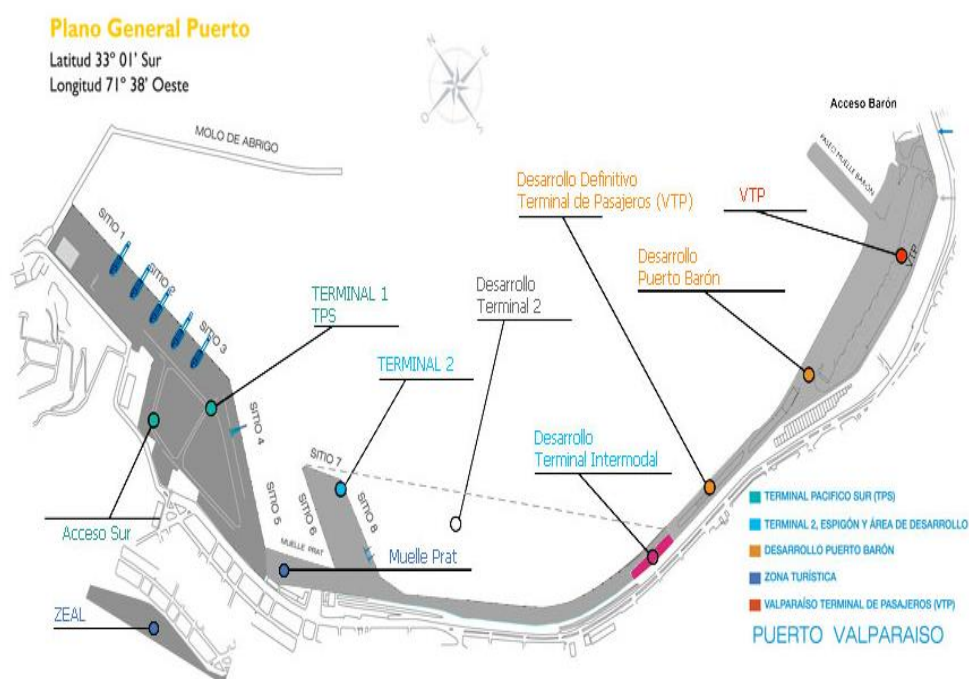 Plano General Puerto
Latitud 33º 01' Sur
Longitud 71º 38' Oeste
N
E
O
S
Acceso Barón
MOLO DE ABRIGO
PASEO MUELLE BARÓN
Desarrollo Definitivo
Terminal de Pasajeros (VTP)
VTP
SITIO 1
SITIO 2
SITIO 3
Desarrollo
Puerto Barón
VTP
TERMINAL 1
TPS
Desarrollo
Terminal 2
TERMINAL 2
SITIO 4
Desarrollo
Terminal Intermodal
SITIO 7
SITIO 5
SITIO 6
SITIO 8
Acceso Sur
MUELLE PRAT
Muelle Prat
ZEAL
TERMINAL PACIFICO SUR (TPS)
TERMINAL 2, ESPIGÓN Y ÁREA DE DESARROLLO
DESARROLLO PUERTO BARÓN
ZONA TURÍSTICA
VALPARAÍSO TERMINAL DE PASAJEROS (VTP)
PUERTO VALPARAISO